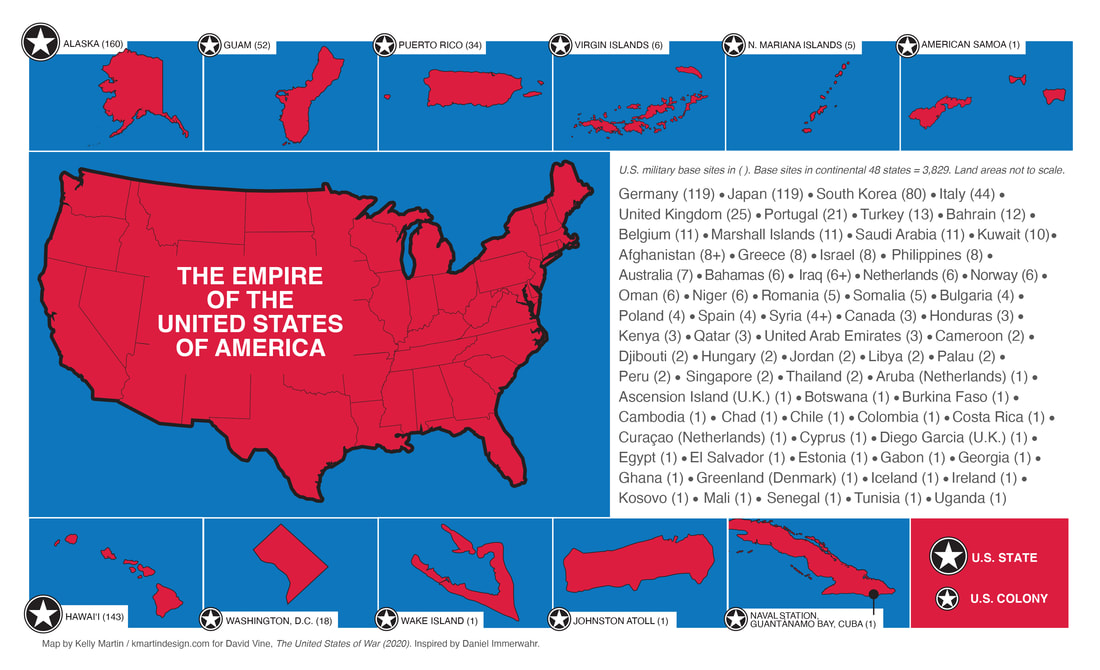 ALASKA (160)
GUAM (52)
PUERTO RICO (34)
VIRGIN ISLANDS (6)
N. MARIANA ISLANDS (5)
AMERICAN SAMOA (1)
THE EMPIRE
OF THE
UNITED STATES
OF AMERICA
U.S. military base sites in ( ). Base sites in continental 48 states = 3,829. Land areas not to scale.
Germany (119) • Japan (119) • South Korea (80) • Italy (44) •
United Kingdom (25) • Portugal (21) • Turkey (13) • Bahrain (12) •
Belgium (11) • Marshall Islands (11) • Saudi Arabia (11) • Kuwait (10) •
Afghanistan (8+) • Greece (8) • Israel (8) • Philippines (8) •
Australia (7) • Bahamas (6) • Iraq (6+) • Netherlands (6) • Norway (6) •
Oman (6) • Niger (6) • Romania (5) • Somalia (5) • Bulgaria (4) •
Poland (4) • Spain (4) • Syria (4+) • Canada (3) • Honduras (3) •
Kenya (3) • Qatar (3) • United Arab Emirates (3) • Cameroon (2) •
Djibouti (2) • Hungary (2) • Jordan (2) • Libya (2) • Palau (2) •
Peru (2) • Singapore (2) • Thailand (2) • Aruba (Netherlands) (1) •
Ascension Island (U.K.) (1) • Botswana (1) • Burkina Faso (1) •
Cambodia (1) • Chad (1) • Chile (1) • Colombia (1) • Costa Rica (1) •
Curaçao (Netherlands) (1) • Cyprus (1) • Diego Garcia (U.K.) (1) •
Egypt (1) • El Salvador (1) • Estonia (1) • Gabon (1) • Georgia (1) •
Ghana (1) • Greenland (Denmark) (1) • Iceland (1) • Ireland (1) •
Kosovo (1) • Mali (1) • Senegal (1) • Tunisia (1) • Uganda (1)
HAWAI'I (143)
WASHINGTON, D.C. (18)
WAKE ISLAND (1)
JOHNSTON ATOLL (1)
NAVAL STATION,
GUANTÁNAMO BAY, CUBA (1)
U.S. STATE
U.S. COLONY
Map by Kelly Martin / kmartindesign.com for David Vine, The United States of War (2020). Inspired by Daniel Immerwahr.